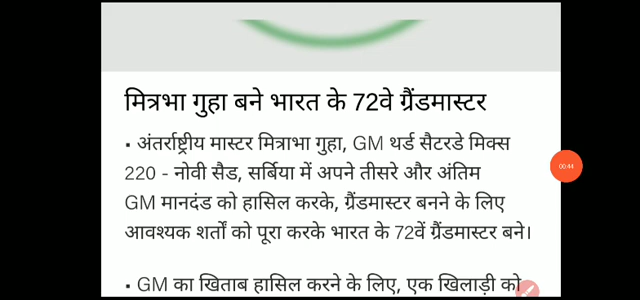 मित्रभा गुहा बने भारत के 72वे ग्रैंडमास्टर
▪ अंतर्राष्ट्रीय मास्टर मित्राभा गुहा, GM थर्ड सैटरडे मिक्स
220 - नोवी सैड, सर्बिया में अपने तीसरे और अंतिम
GM मानदंड को हासिल करके, ग्रैंडमास्टर बनने के लिए
आवश्यक शर्तों को पूरा करके भारत के 72वें ग्रैंडमास्टर बने।
00:44
▪ GM का खिताब हासिल करने के लिए, एक खिलाड़ी को